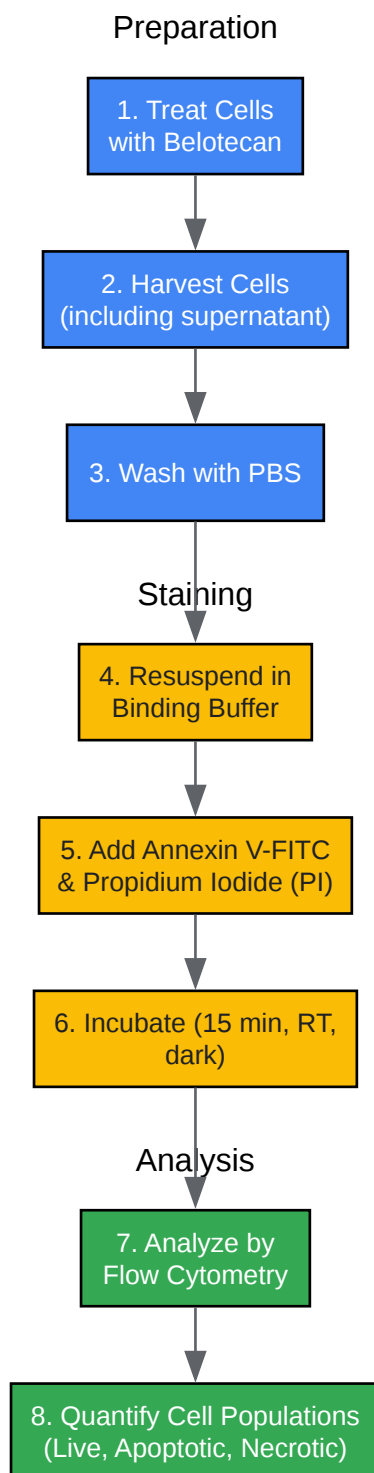 Preparation
1. Treat Cells
with Belotecan
2. Harvest Cells
(including supernatant)
3. Wash with PBS
Staining
4. Resuspend in
Binding Buffer
5. Add Annexin V-FITC
& Propidium Iodide (PI)
6. Incubate (15 min, RT,
dark)
Analysis
7. Analyze by
Flow Cytometry
8. Quantify Cell Populations
(Live, Apoptotic, Necrotic)